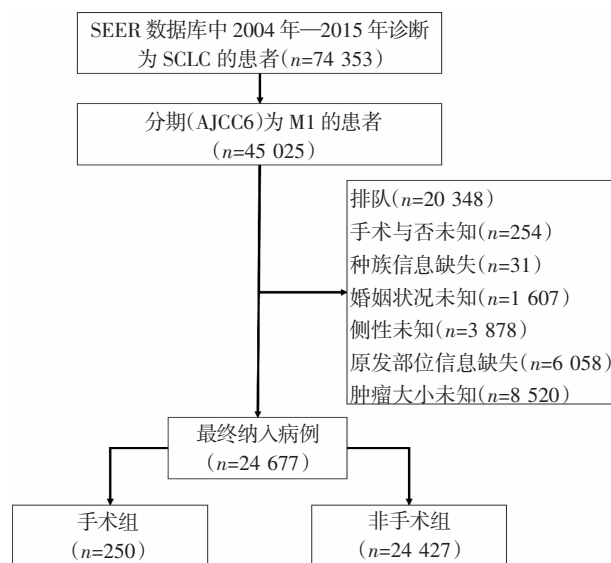 SEER 数据库中 2004 年—2015 年诊断
为 SCLC 的患者(n=74 353)
分期(AJCC6)为 M1 的患者
(n=45 025)
排队(n=20 348)
手术与否未知(n=254)
种族信息缺失(n=31)
婚姻状况未知(n=1 607)
侧性未知(n=3 878)
原发部位信息缺失(n=6 058)
肿瘤大小未知(n=8 520)
最终纳入病例
(n=24 677)
手术组
(n=250)
非手术组
(n=24 427)